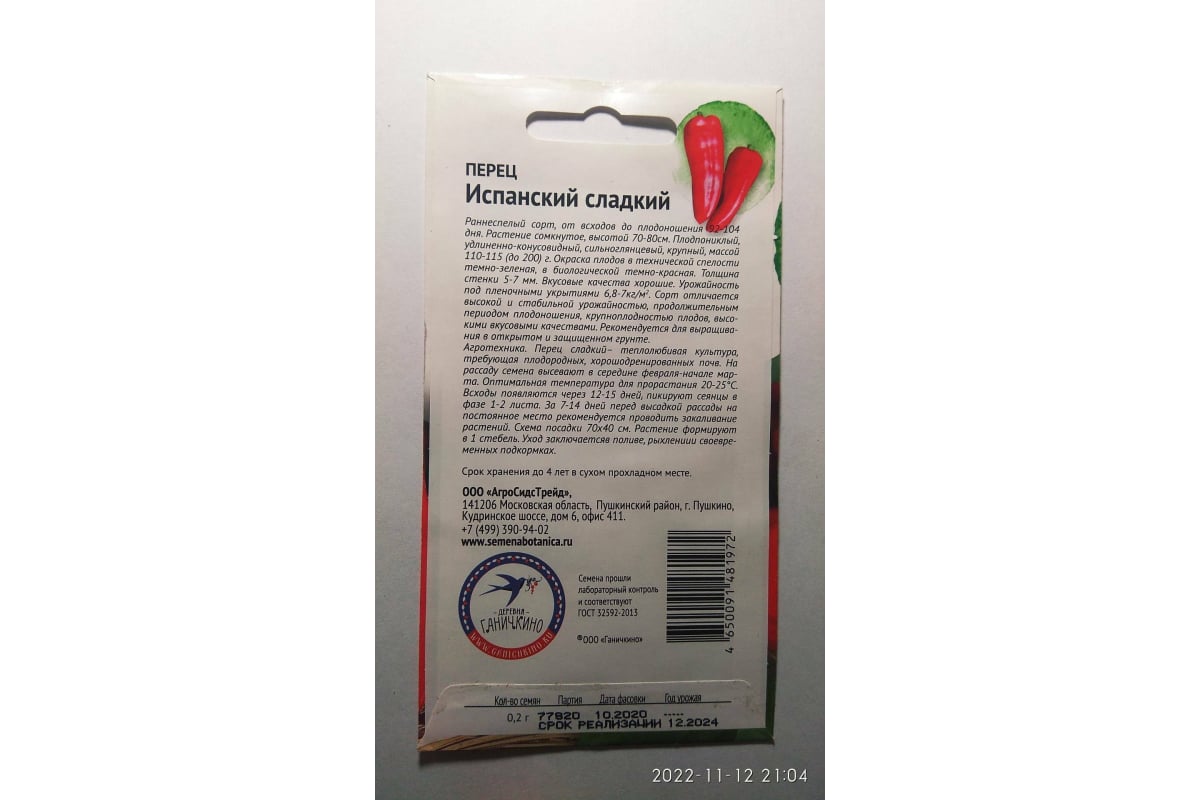 ПЕРЕЦ
Испанский сладкий
Раннеспелый сорт, от всходов до плодоношения 92-104
дня. Растение сомкнутое, высотой 70-80см. Плодпониклый,
удлиненно-конусовидный, сильноглянцевый, крупный, массой
110-115 (до 200) г. Окраска плодов в технической спелости
темно-зеленая, в биологической темно-красная. Толщина
стенки 5-7 мм. Вкусовые качества хорошие. Урожайность
под пленочными укрытиями 6,8-7кг/м². Сорт отличается
высокой и стабильной урожайностью, продолжительным
периодом плодоношения, крупноплодностью плодов, высо-
кими вкусовыми качествами. Рекомендуется для выращива-
ния в открытом и защищенном грунте.
Агротехника. Перец сладкий– теплолюбивая культура,
требующая плодородных, хорошодренированных почв. На
рассаду семена высевают в середине февраля-начале мар-
та. Оптимальная температура для прорастания 20-25°С.
Всходы появляются через 12-15 дней, пикируют сеянцы в
фазе 1-2 листа. За 7-14 дней перед высадкой рассады на
постоянное место рекомендуется проводить закаливание
растений. Схема посадки 70х40 см. Растение формируют
в 1 стебель. Уход заключаетсяв поливе, рыхлениии своевре-
менных подкормках.
Срок хранения до 4 лет в сухом прохладном месте.
ООО «АгроСидсТрейд»,
141206 Московская область, Пушкинский район, г. Пушкино,
Кудринское шоссе, дом 6, офис 411.
+7 (499) 390-94-02
www.semenabotanica.ru
ДЕРЕВНЯ
ГАНИЧКИНО
WWW.GANICHKINO.RU
Семена прошли
лабораторный контроль
и соответствуют
ГОСТ 32592-2013
®ООО «Ганичкино»
4 650091 481972
Кол-во семян Партия Дата фасовки Год урожая
0,2 г 77820 10.2020 -----
СРОК РЕАЛИЗАЦИИ 12.2024
2022-11-12 21:04